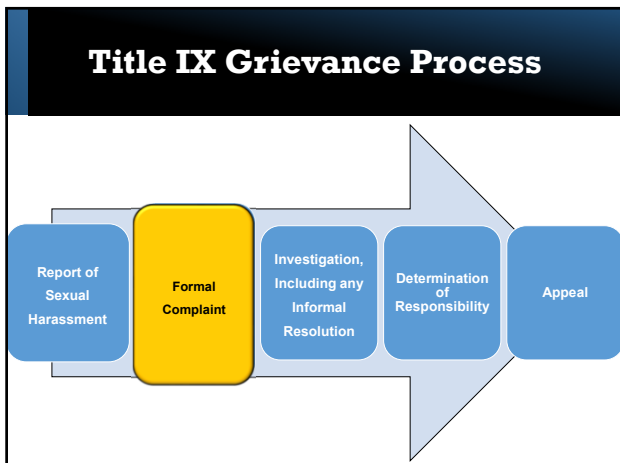 Title IX Grievance Process
Report of
Sexual
Harassment
Formal
Complaint
Investigation,
Including any
Informal
Resolution
Determination
of
Responsibility
Appeal